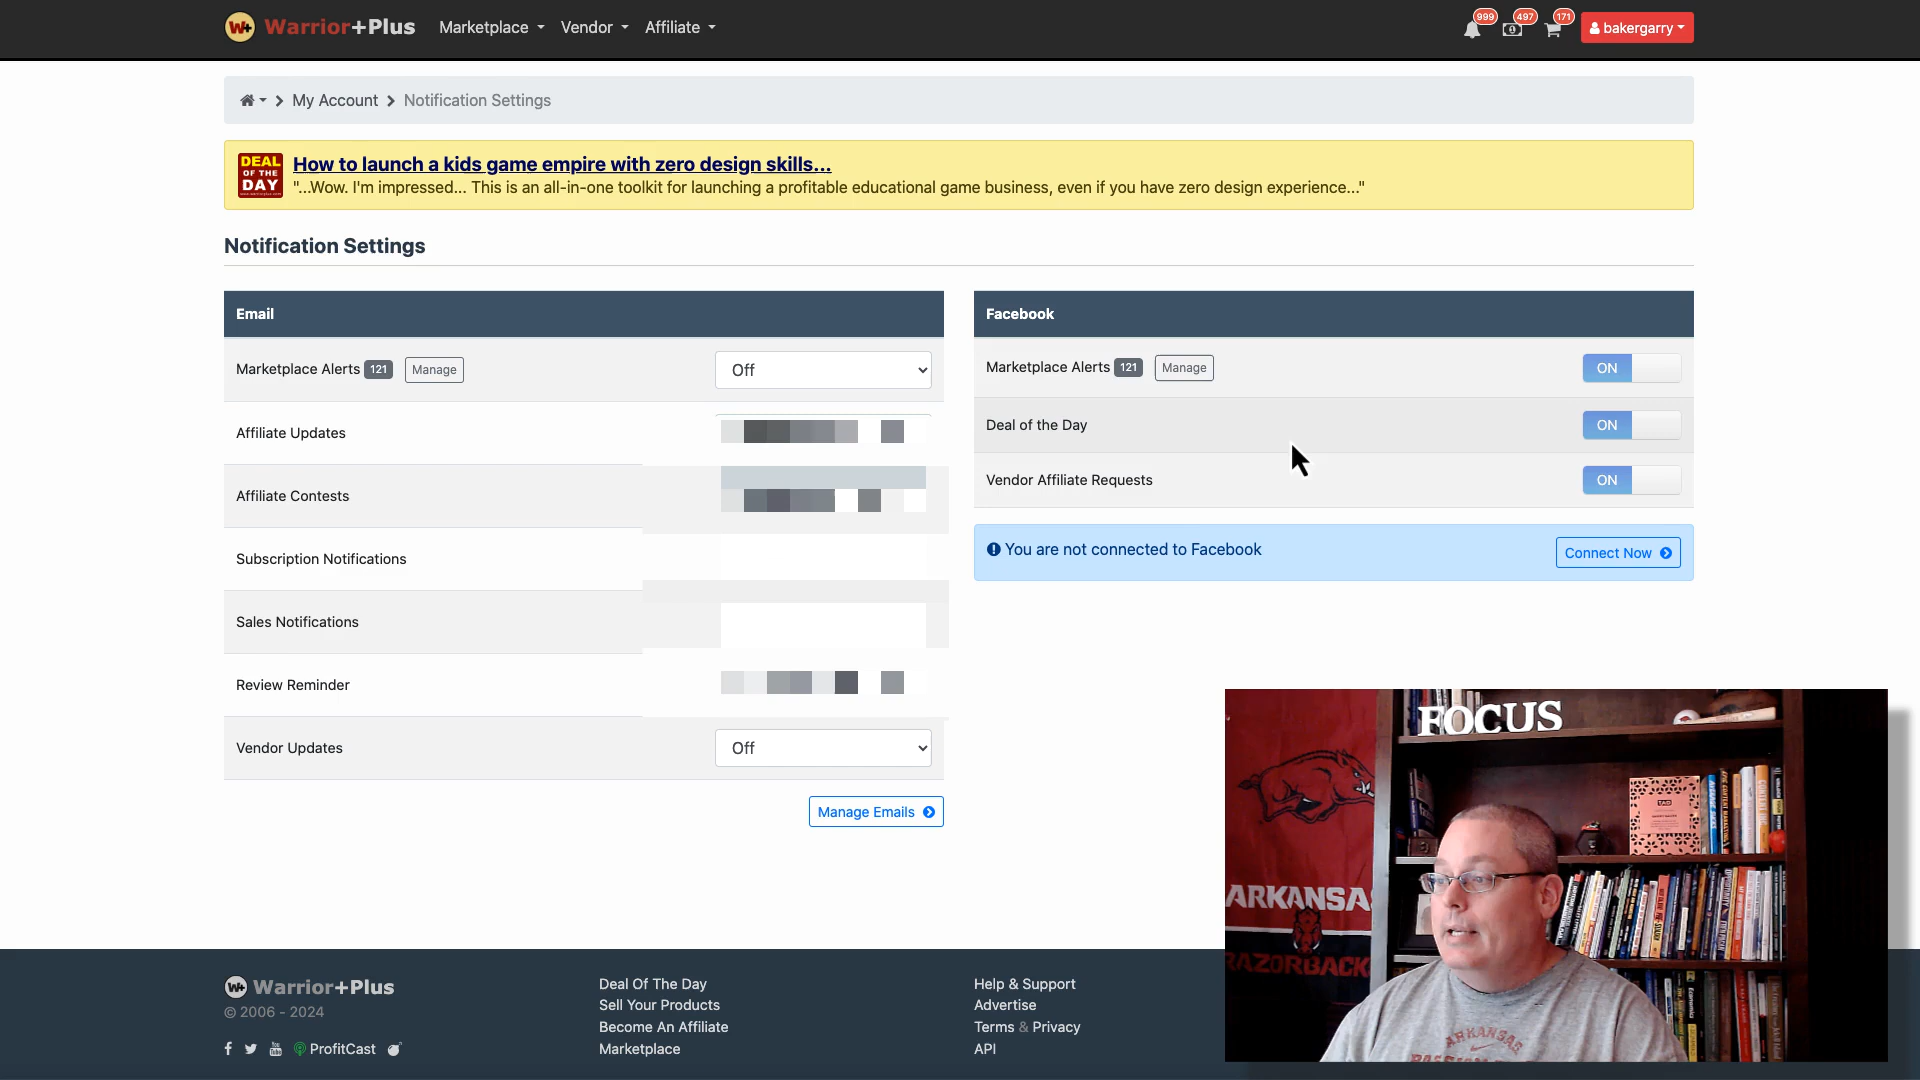 Warrior+Plus Marketplace Vendor Affiliate 999 497 171 bakergarry
My Account Notification Settings
DEAL OF THE DAY
How to launch a kids game empire with zero design skills...
"...Wow. I'm impressed... This is an all-in-one toolkit for launching a profitable educational game business, even if you have zero design experience..."
Notification Settings
Email
Marketplace Alerts 121 Manage Off
Affiliate Updates
Affiliate Contests
Subscription Notifications
Sales Notifications
Review Reminder
Vendor Updates Off
Manage Emails
Facebook
Marketplace Alerts 121 Manage ON
Deal of the Day ON
Vendor Affiliate Requests ON
You are not connected to Facebook Connect Now
FOCUS
ARKANSA
RAZORBACK
ARKANSAS
W+ Warrior+Plus
© 2006 - 2024
ProfitCast
Deal Of The Day
Sell Your Products
Become An Affiliate
Marketplace
Help & Support
Advertise
Terms & Privacy
API